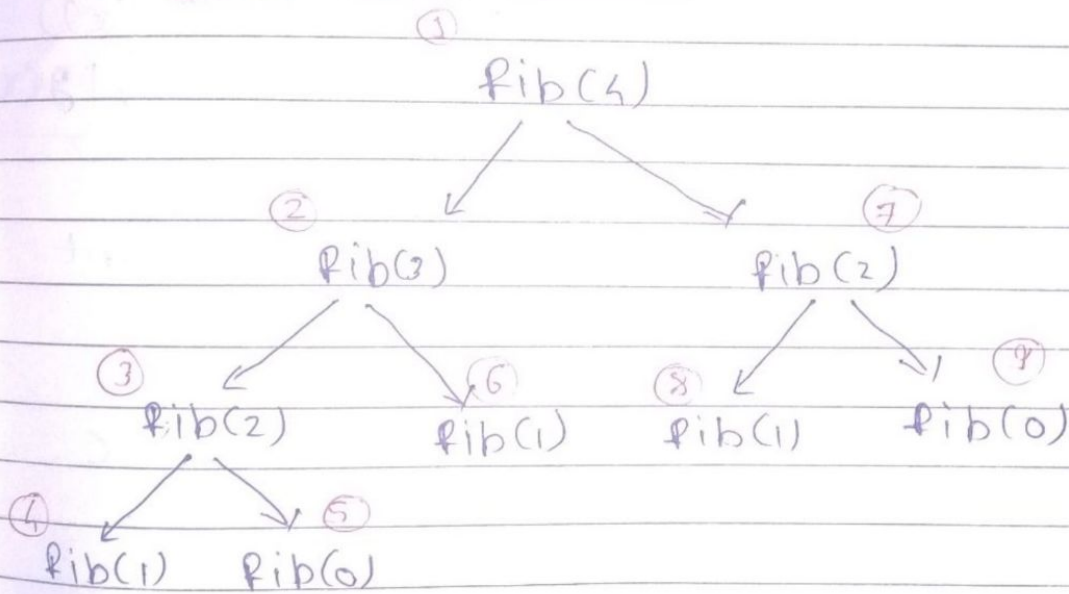 ①
fib(4)
② ⑦
fib(3) fib(2)
③ ⑥ ⑧ ⑨
fib(2) fib(1) fib(1) fib(0)
④ ⑤
fib(1) fib(0)